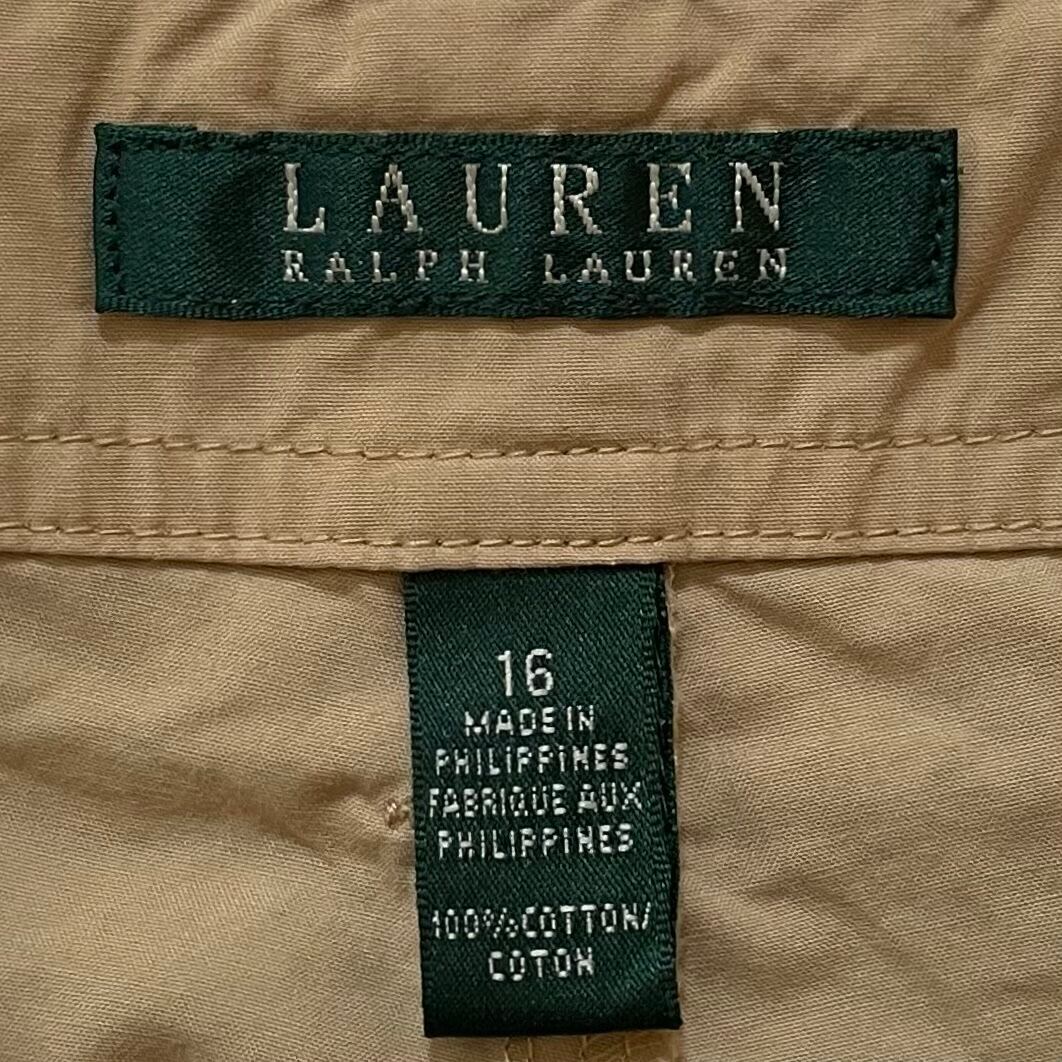 LAUREN
RALPH LAUREN
16
MADE IN
PHILIPPINES
FABRIQUE AUX
PHILIPPINES
100% COTTON/
COTON